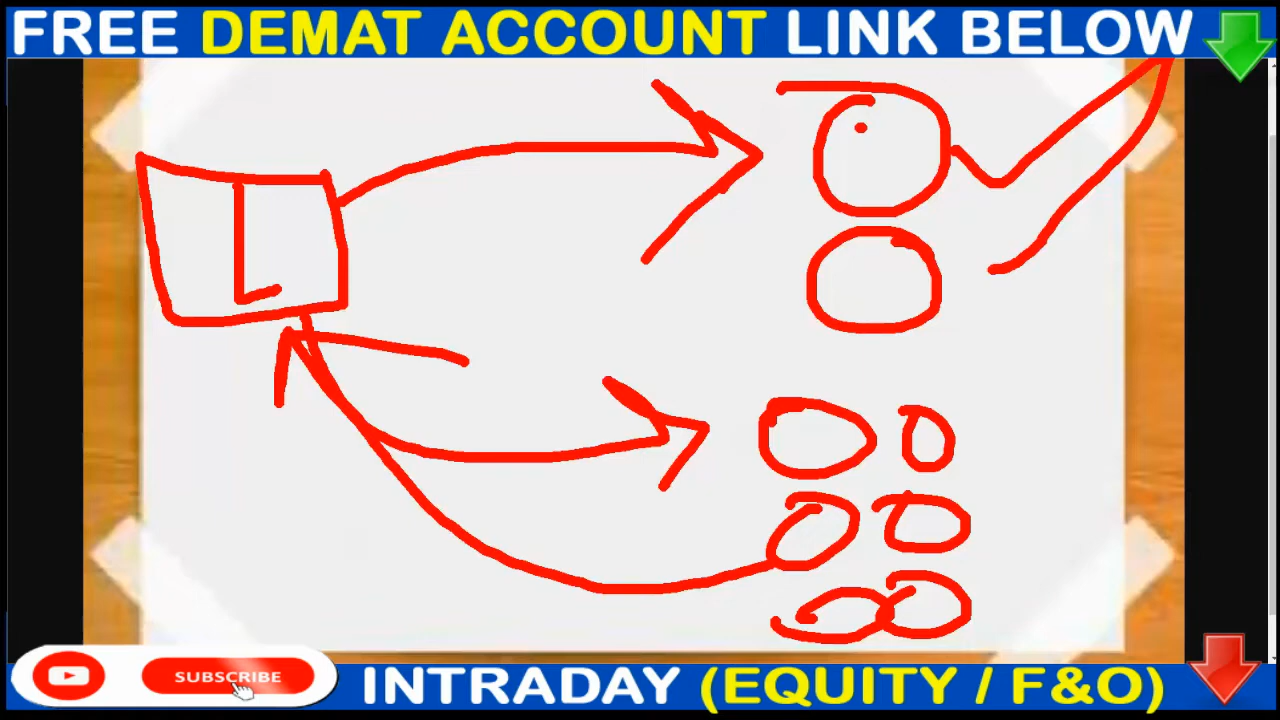 FREE DEMAT ACCOUNT LINK BELOW
L
SUBSCRIBE
INTRADAY (EQUITY / F&O)